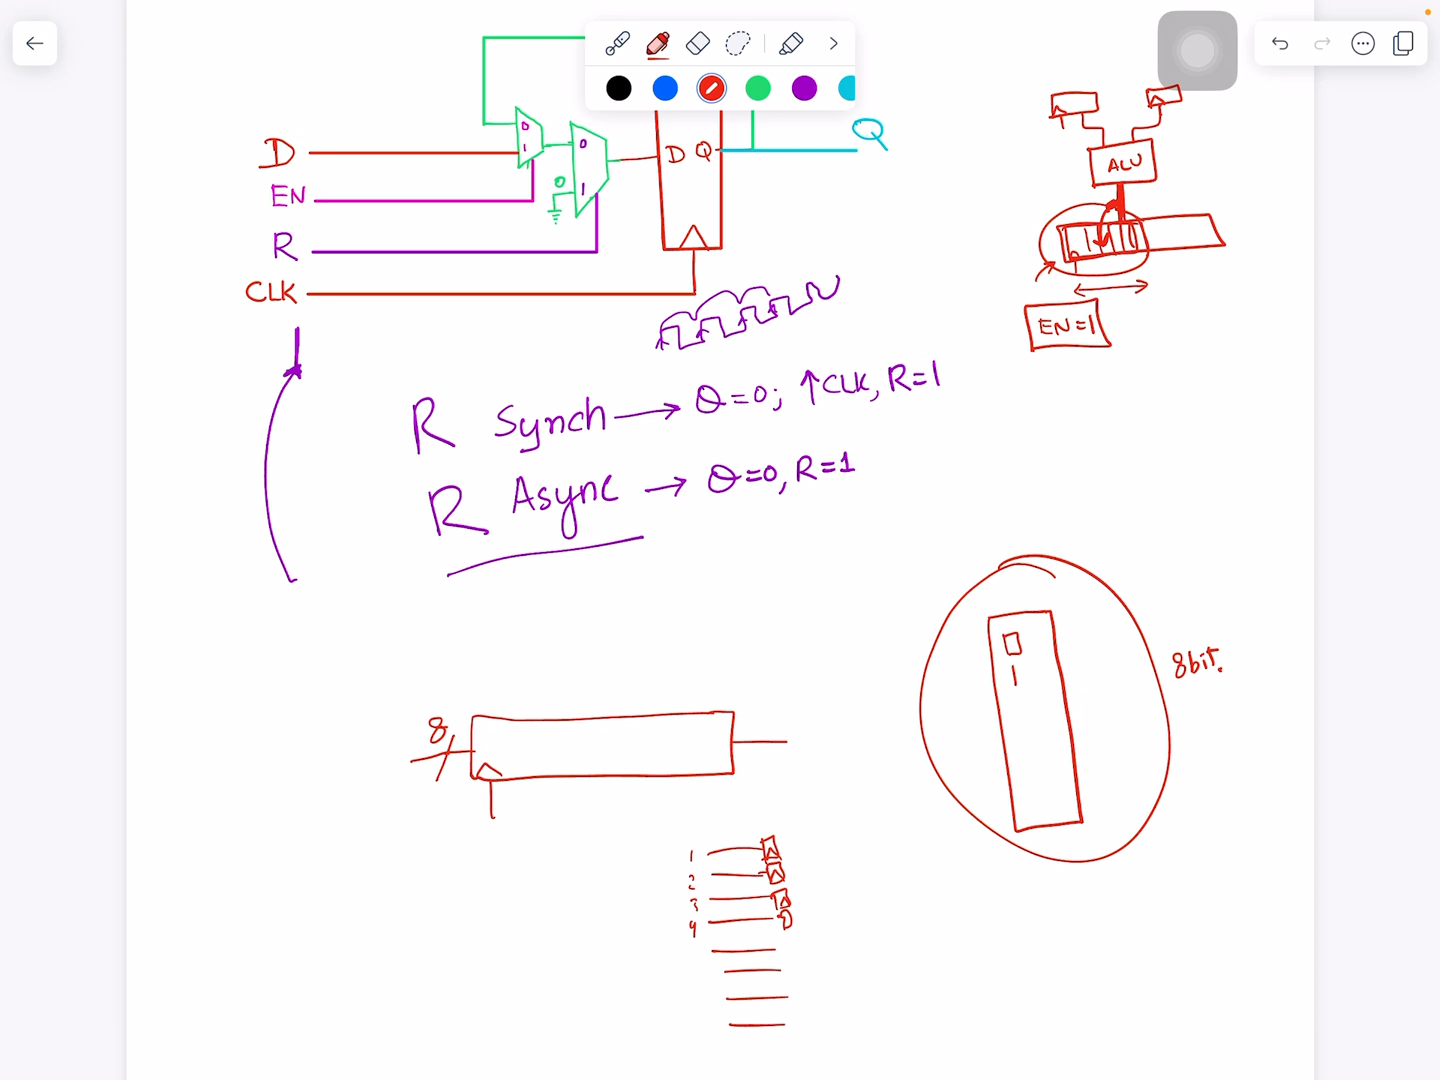 D
EN
R
CLK
0
1
0
1
0
D Q
Q
ALU
EN=1
R Synch → Q=0; ↑CLK, R=1
R Async → Q=0, R=1
8bit.
8
1
2
3
4